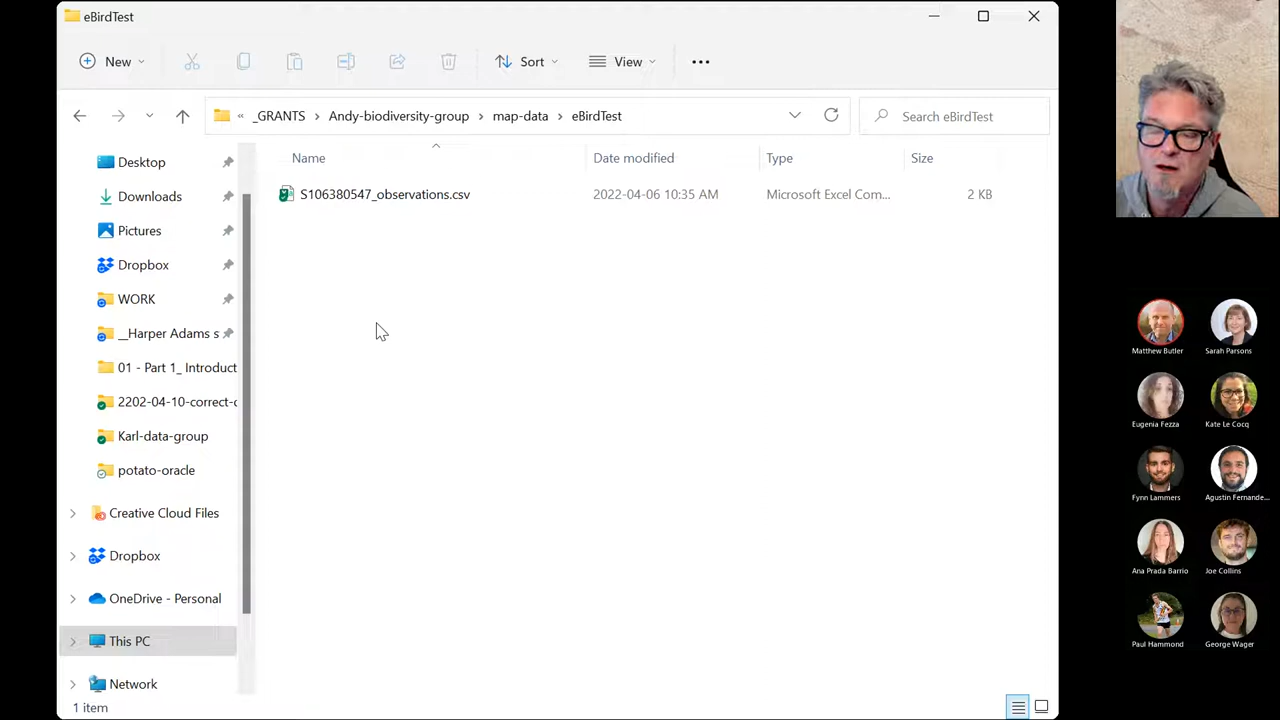 eBirdTest
New Sort View
« _GRANTS > Andy-biodiversity-group > map-data > eBirdTest Search eBirdTest
Name Date modified Type Size
S106380547_observations.csv 2022-04-06 10:35 AM Microsoft Excel Com... 2 KB
Desktop
Downloads
Pictures
Dropbox
WORK
__Harper Adams s
01 - Part 1_ Introduct
2202-04-10-correct-c
Karl-data-group
potato-oracle
Creative Cloud Files
Dropbox
OneDrive - Personal
This PC
Network
1 item
Matthew Butler Sarah Parsons
Eugenia Fezza Kate Le Cocq
Fynn Lammers Agustin Fernande...
Ana Prada Barrio Joe Collins
Paul Hammond George Wager